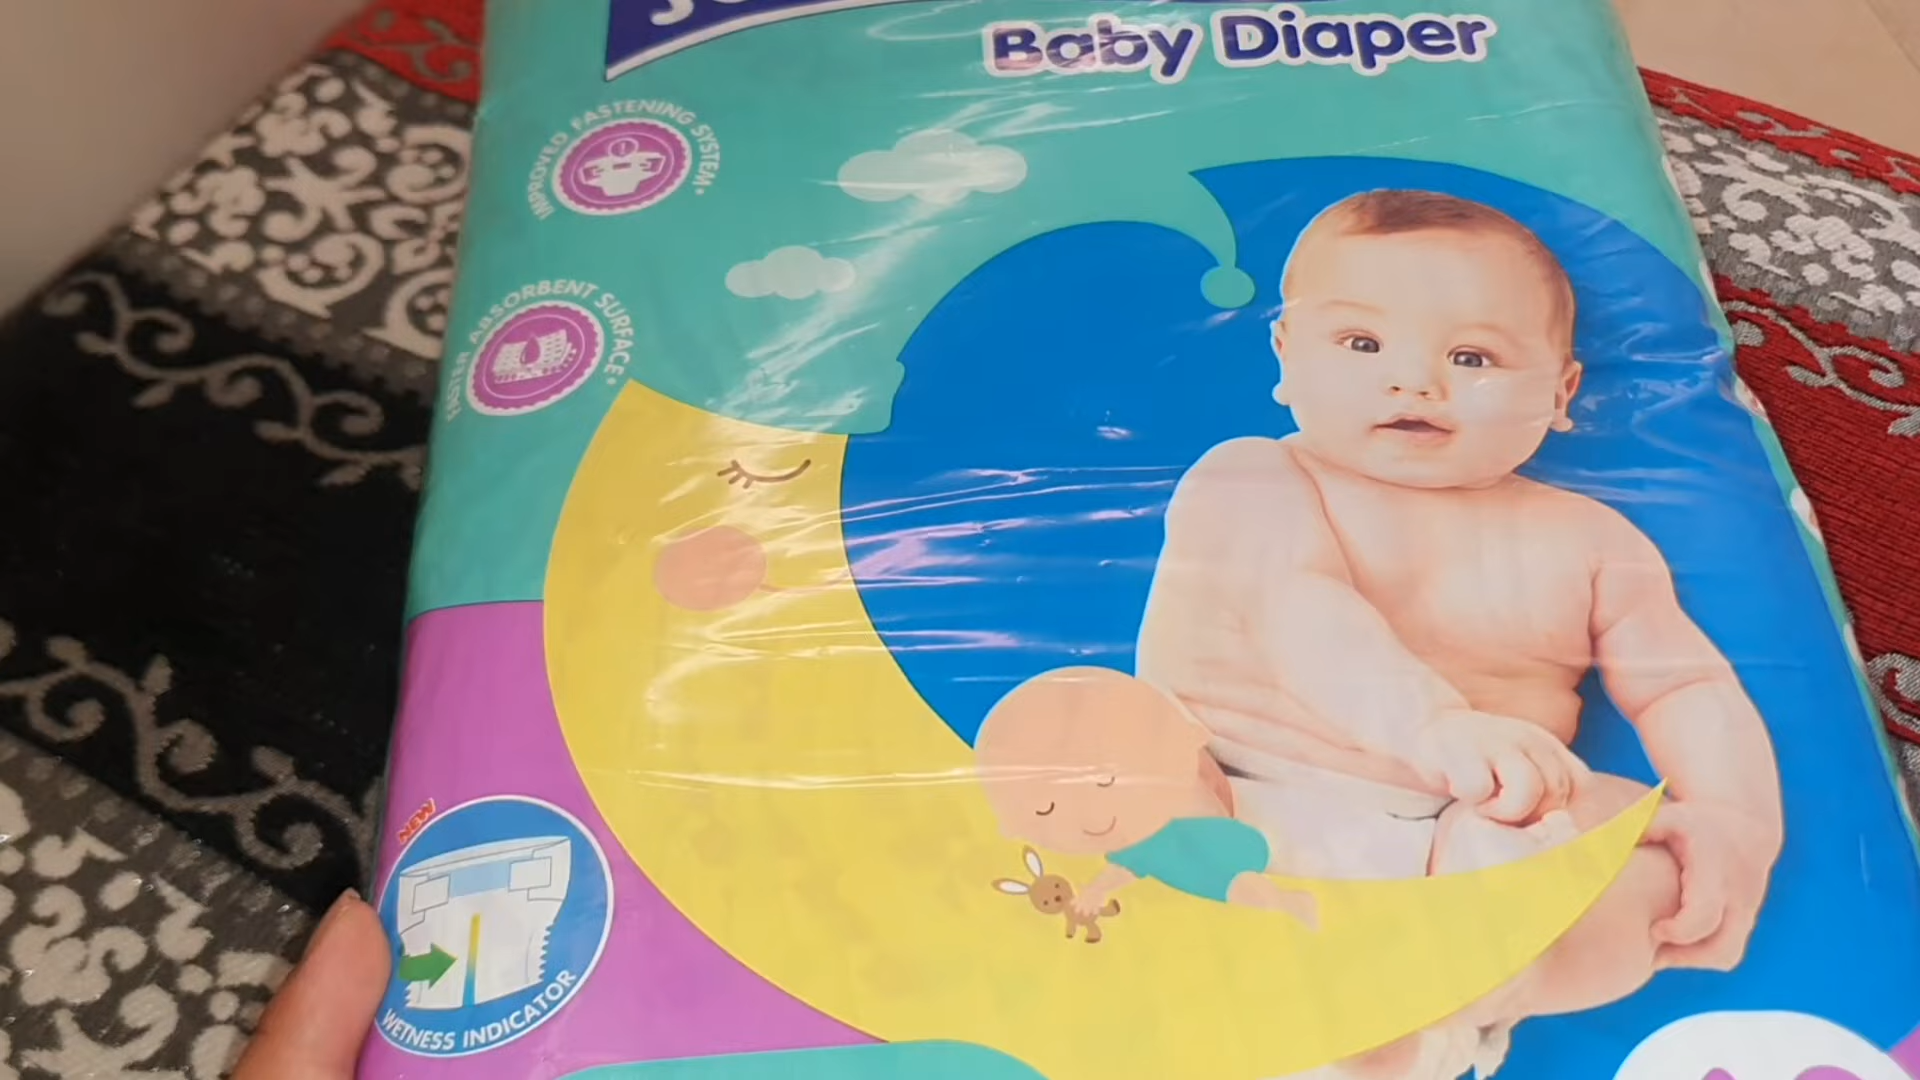 Baby Diaper
IMPROVED FASTENING SYSTEM*
FASTER ABSORBENT SURFACE*
NEW
WETNESS INDICATOR